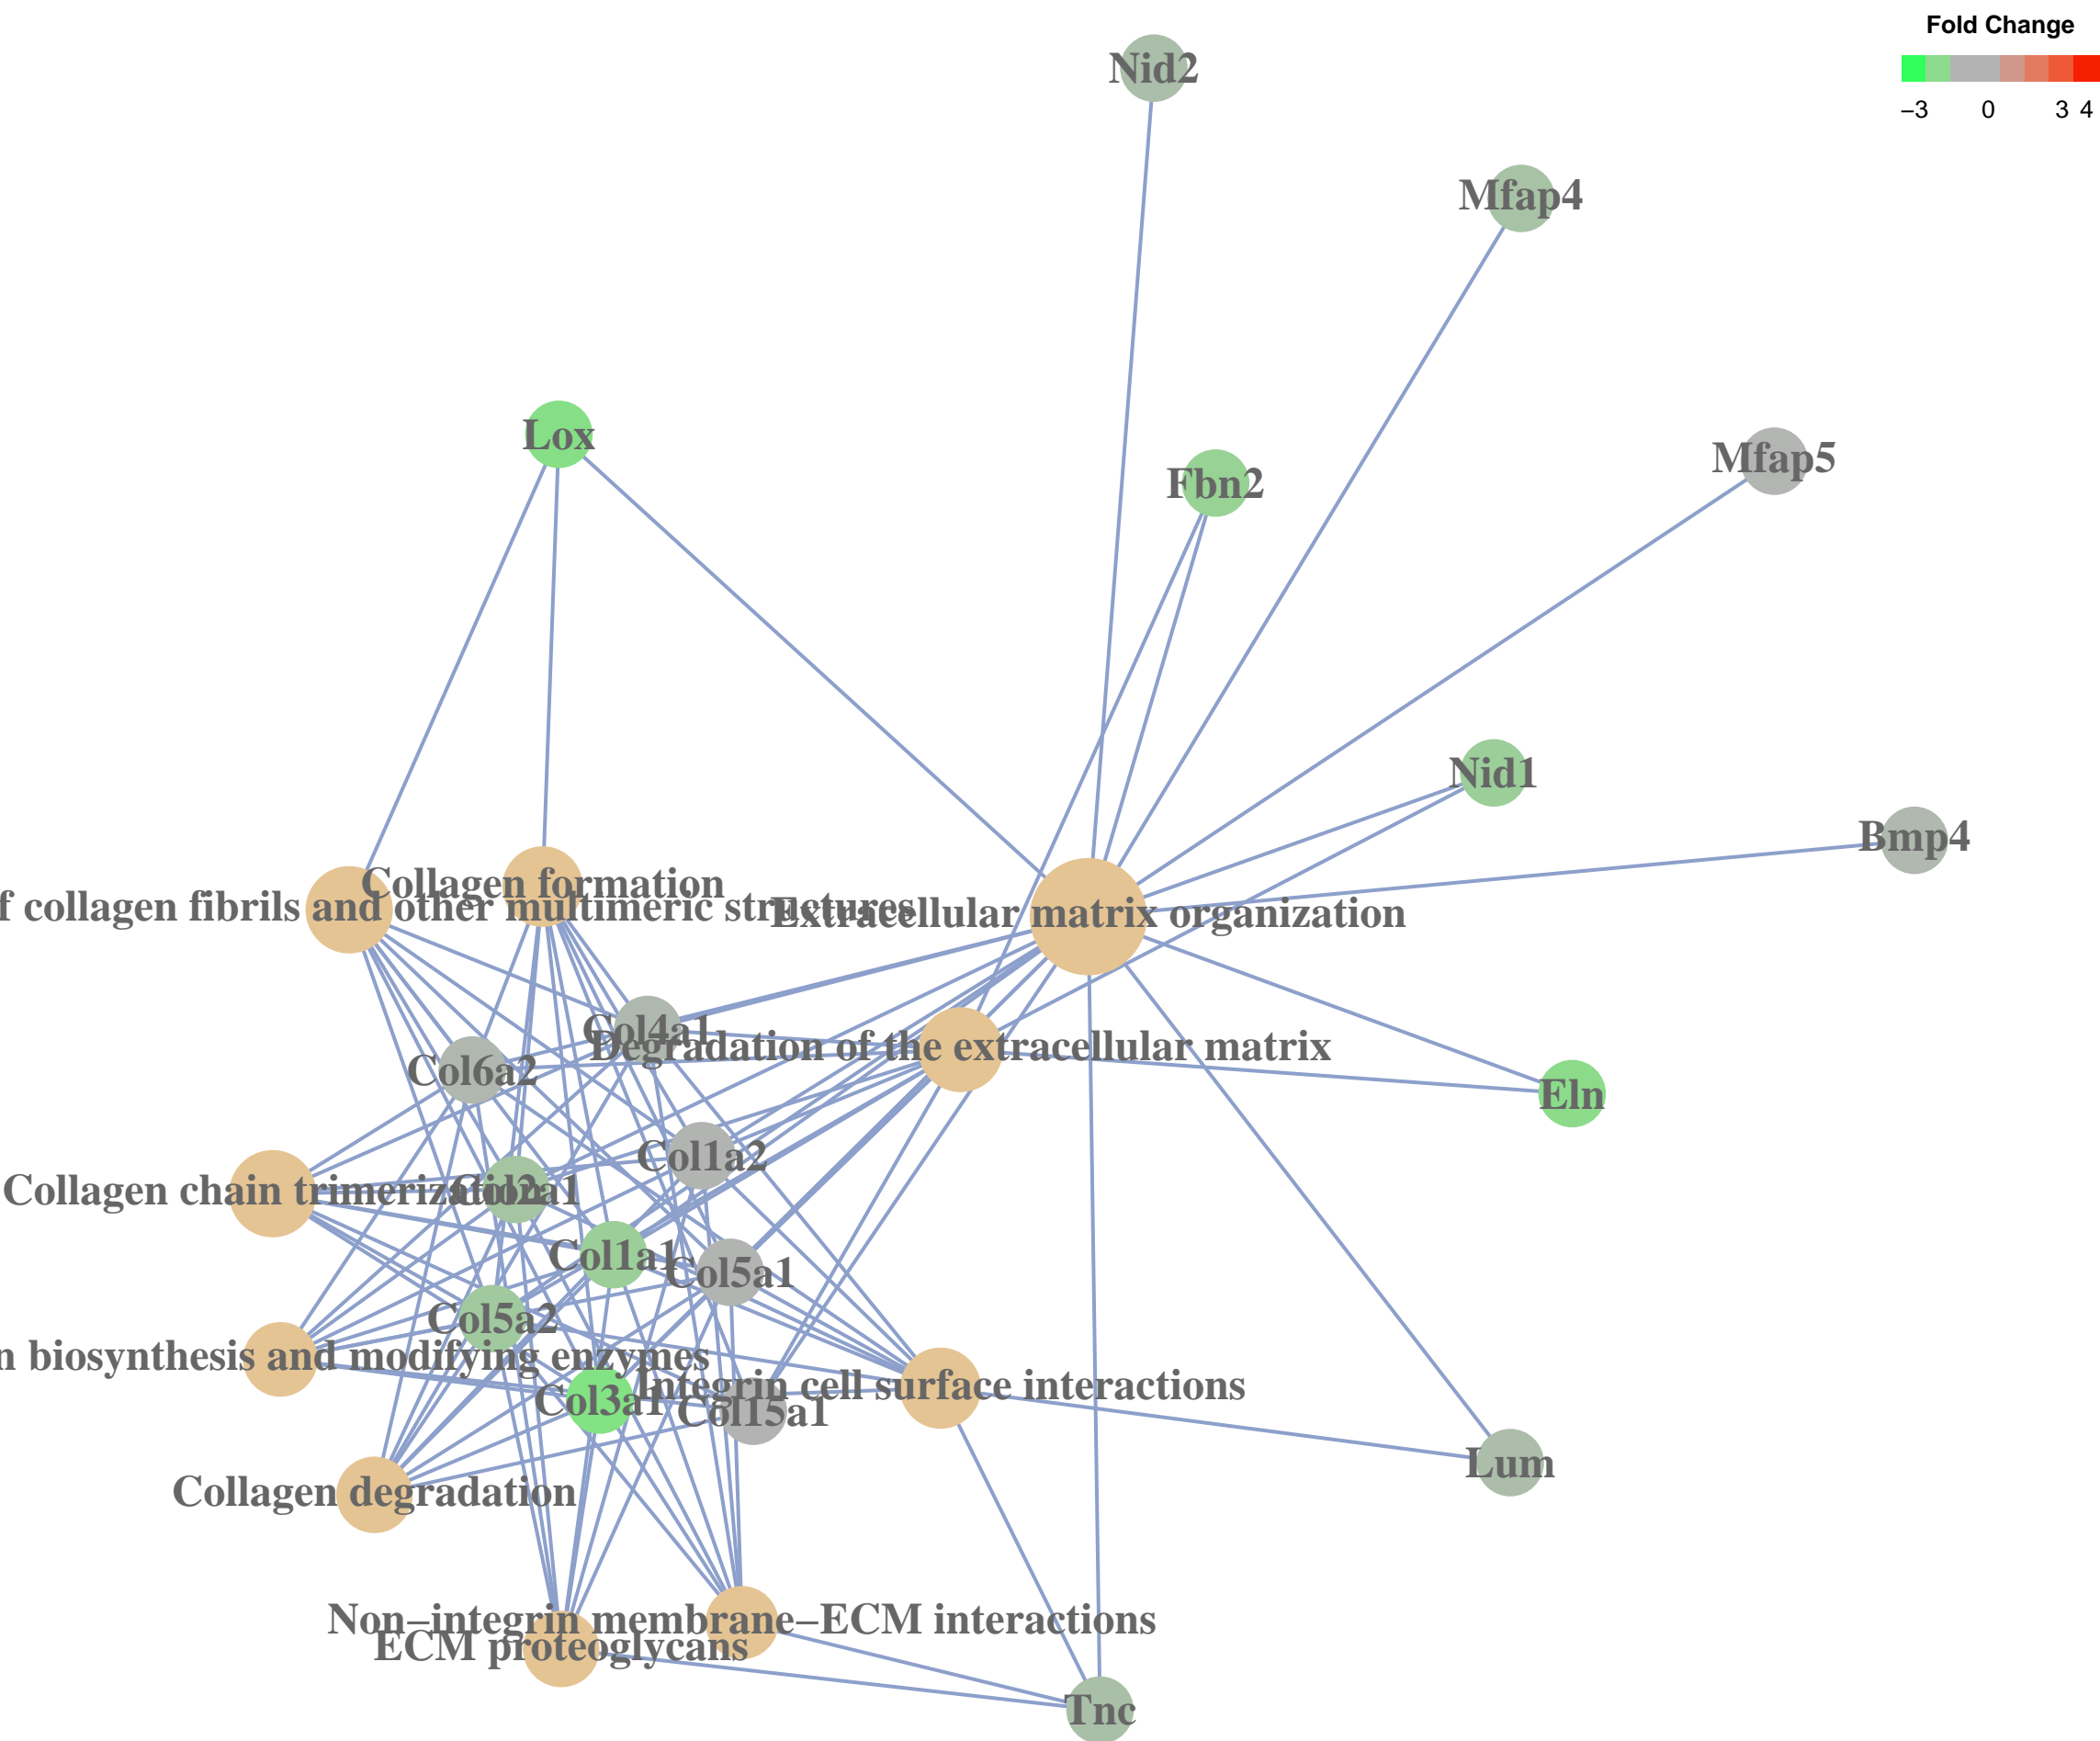 Fold Change
−3 0 3 4
Nid2
Mfap4
Lox
Fbn2
Mfap5
Nid1
Bmp4
Collagen formation
f collagen fibrils and other multimeric structures
Extracellular matrix organization
Col4a1
Degradation of the extracellular matrix
Col6a2
Eln
Col1a2
Collagen chain trimerization
Col1a1
Col5a1
Col5a2
n biosynthesis and modifying enzymes
Integrin cell surface interactions
Col3a1
Col15a1
Lum
Collagen degradation
Non−integrin membrane−ECM interactions
ECM proteoglycans
Tnc